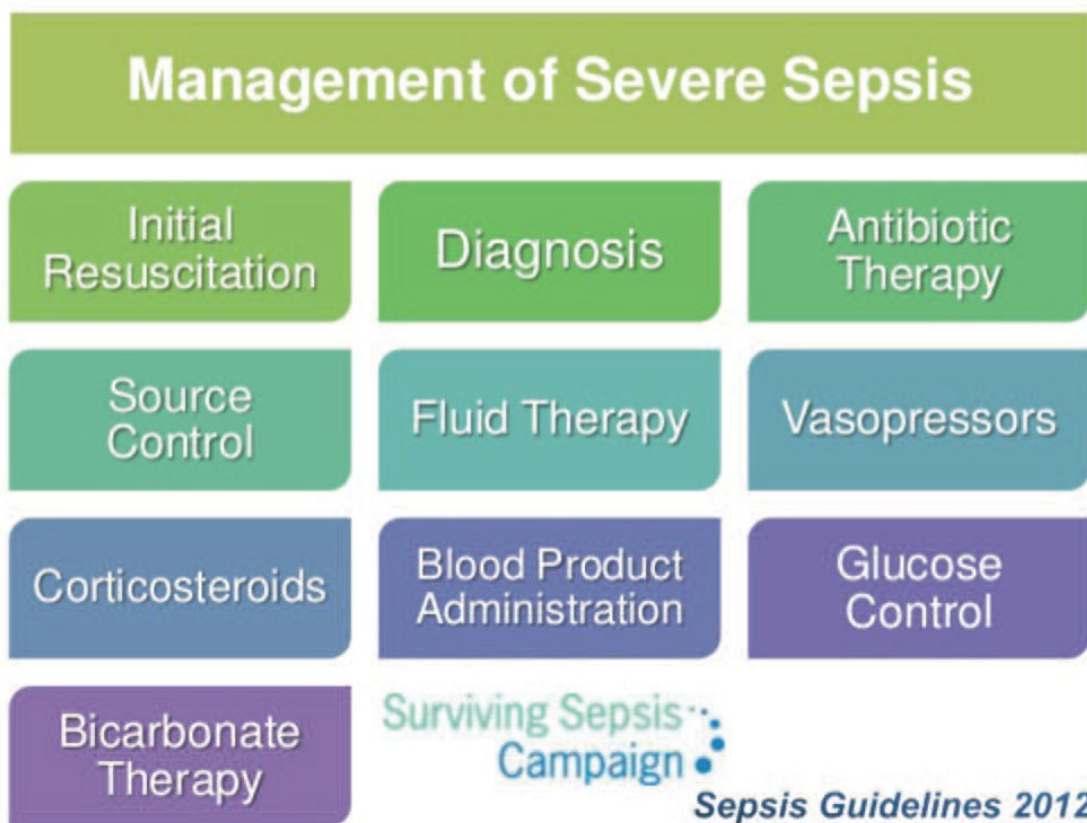 Management of Severe Sepsis
Initial
Resuscitation
Diagnosis
Antibiotic
Therapy
Source
Control
Fluid Therapy
Vasopressors
Corticosteroids
Blood Product
Administration
Glucose
Control
Bicarbonate
Therapy
Surviving Sepsis
Campaign
Sepsis Guidelines 2012